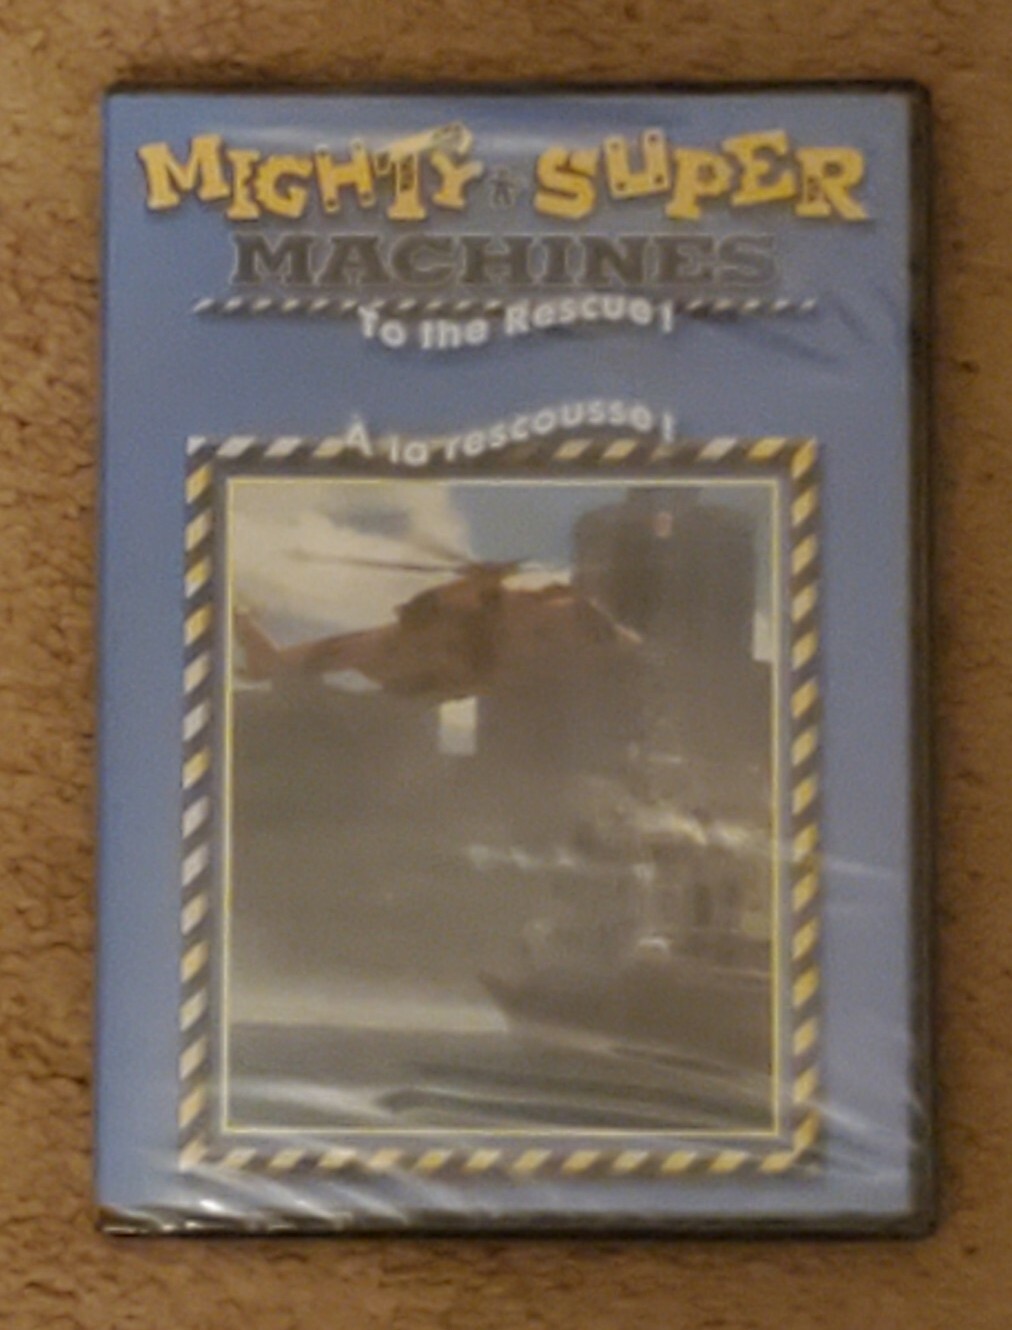 MIGHTY SUPER
MACHINES
To the Rescue!
À la rescousse!